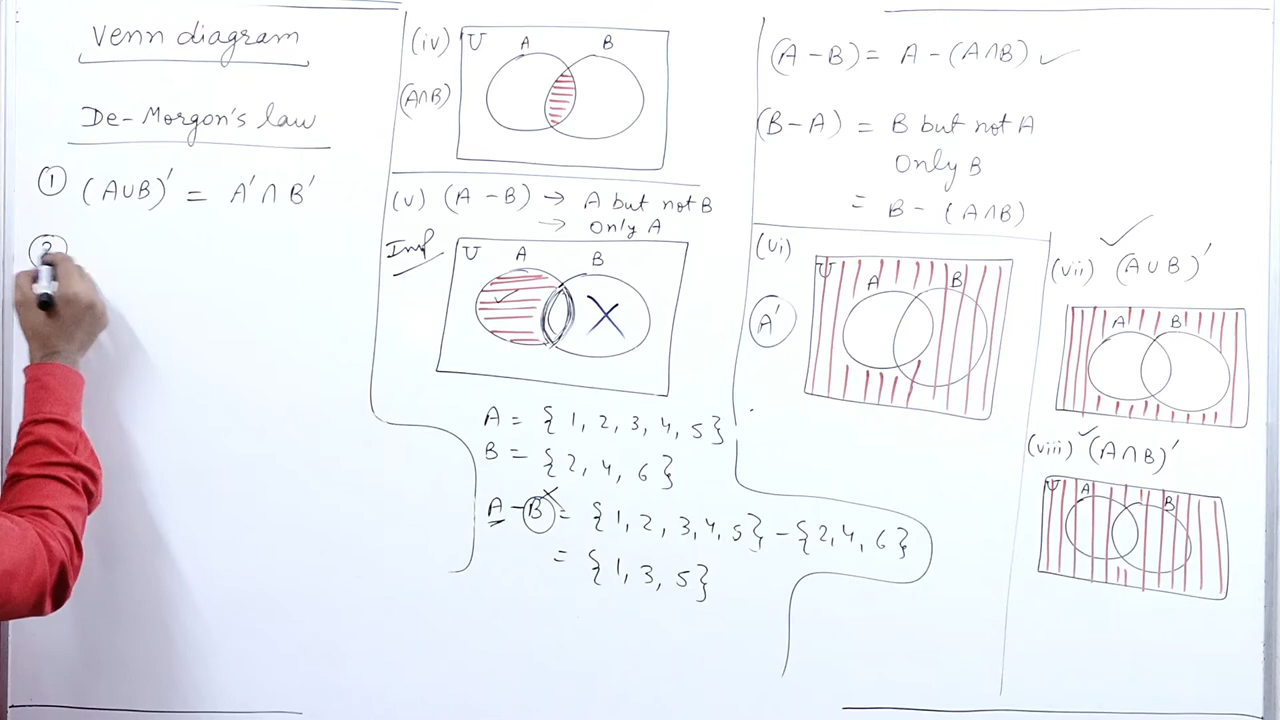 Venn diagram
De-Morgon's law
① (A∪B)' = A' ∩ B'
②
(iv) U A B
(A∩B)
(v) (A - B) → A but not B
→ Only A
Imp U A B
A = { 1, 2, 3, 4, 5 }
B = { 2, 4, 6 }
A - B = { 1, 2, 3, 4, 5 } - { 2, 4, 6 }
= { 1, 3, 5 }
(A - B) = A - (A∩B) ✓
(B - A) = B but not A
Only B
= B - (A∩B)
(vi) U A B
A'
(vii) (A ∪ B)'
A B
(viii) (A ∩ B)'
U A B